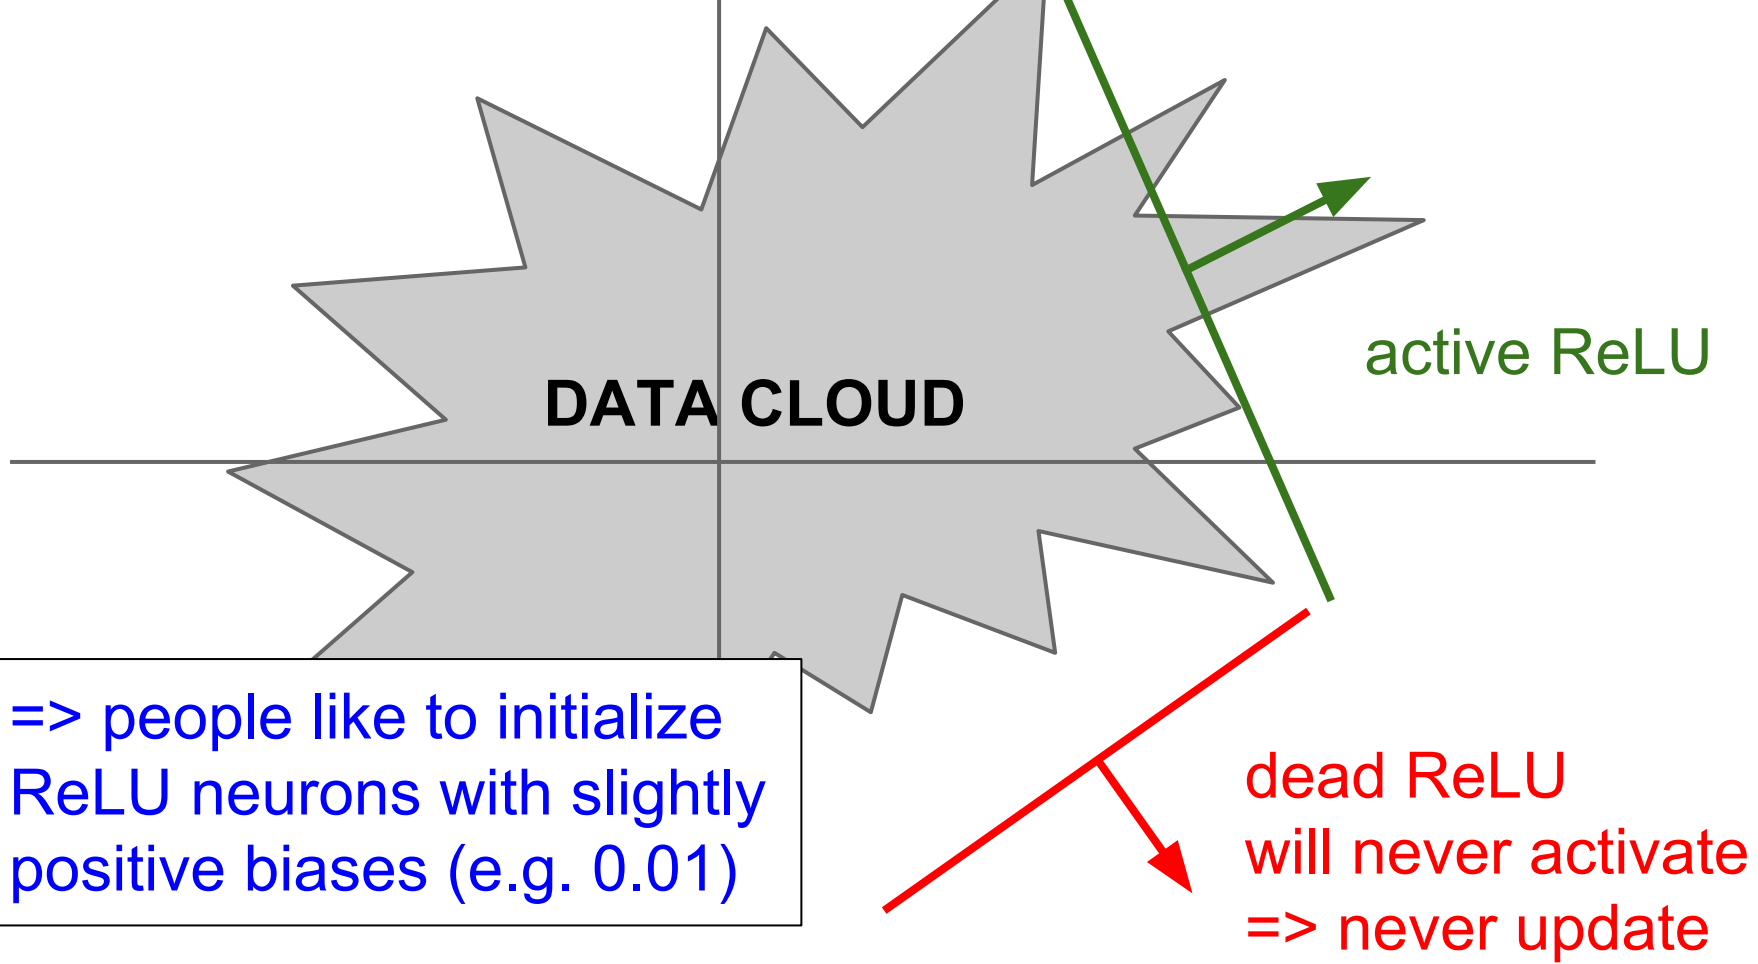 active ReLU
DATA CLOUD
=> people like to initialize
ReLU neurons with slightly
positive biases (e.g. 0.01)
dead ReLU
will never activate
=> never update